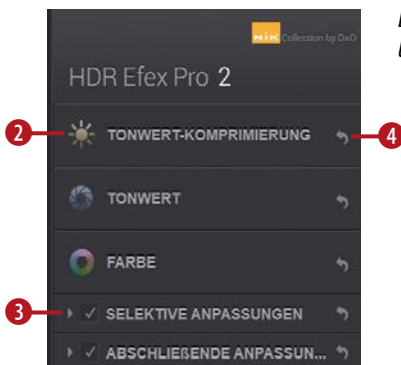 NiK Collection by DxO
HDR Efex Pro 2
2 TONWERT-KOMPRIMIERUNG 4
TONWERT
FARBE
3 SELEKTIVE ANPASSUNGEN
ABSCHLIEßENDE ANPASSUN...